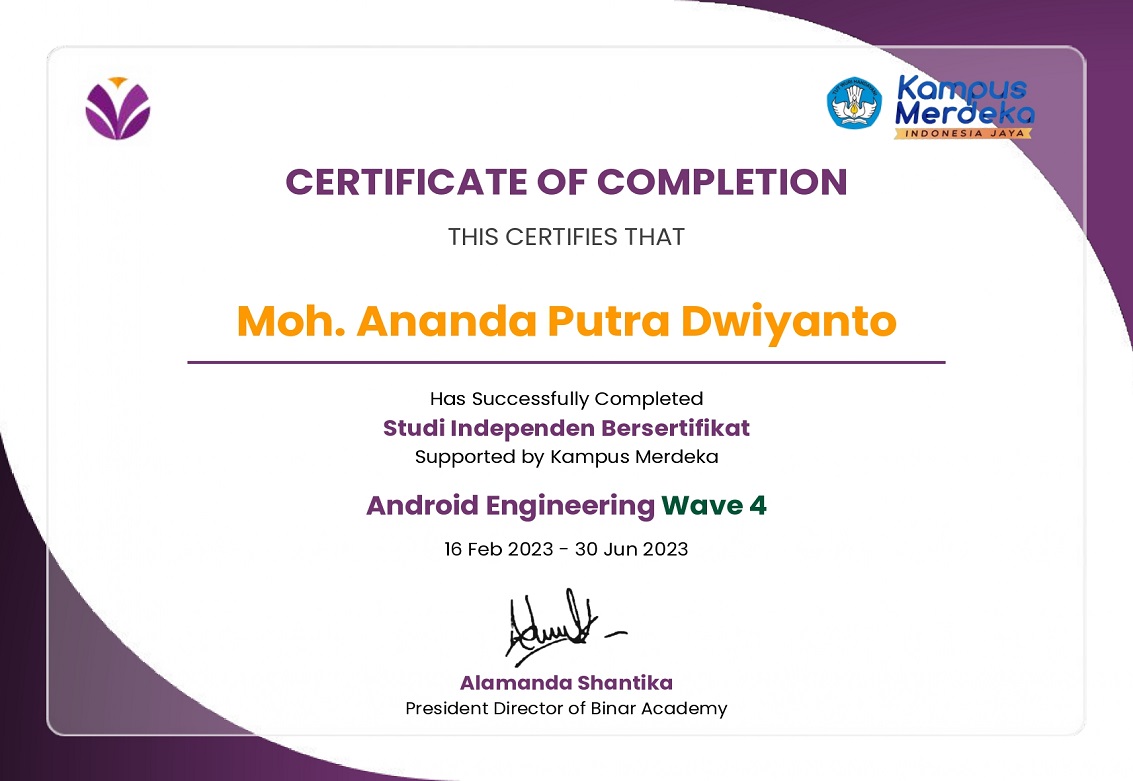 Kampus
Merdeka
INDONESIA JAYA
CERTIFICATE OF COMPLETION
THIS CERTIFIES THAT
Moh. Ananda Putra Dwiyanto
Has Successfully Completed
Studi Independen Bersertifikat
Supported by Kampus Merdeka
Android Engineering Wave 4
16 Feb 2023 - 30 Jun 2023
Alamanda Shantika
President Director of Binar Academy